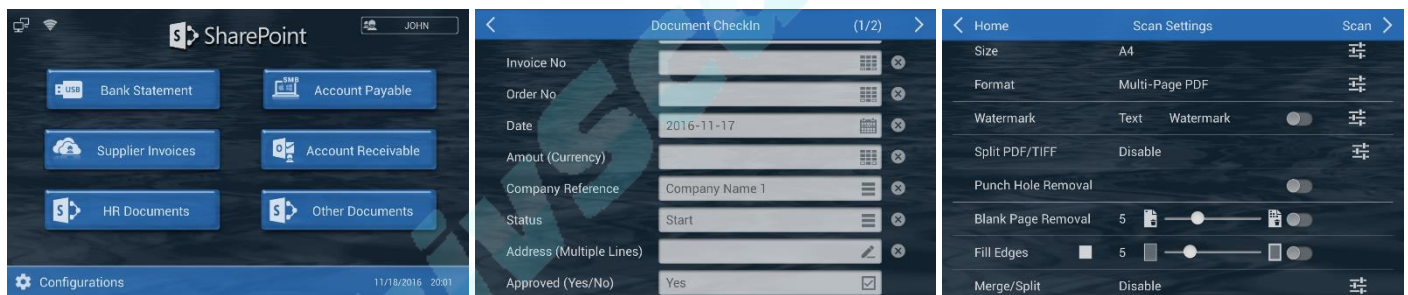 SharePoint
JOHN
USB Bank Statement
SMB Account Payable
Supplier Invoices
Account Receivable
HR Documents
Other Documents
Configurations
11/18/2016 20:01
Document CheckIn (1/2)
Invoice No
Order No
Date 2016-11-17
Amout (Currency)
Company Reference Company Name 1
Status Start
Address (Multiple Lines)
Approved (Yes/No) Yes
Home Scan Settings Scan
Size A4
Format Multi-Page PDF
Watermark Text Watermark
Split PDF/TIFF Disable
Punch Hole Removal
Blank Page Removal 5
Fill Edges 5
Merge/Split Disable